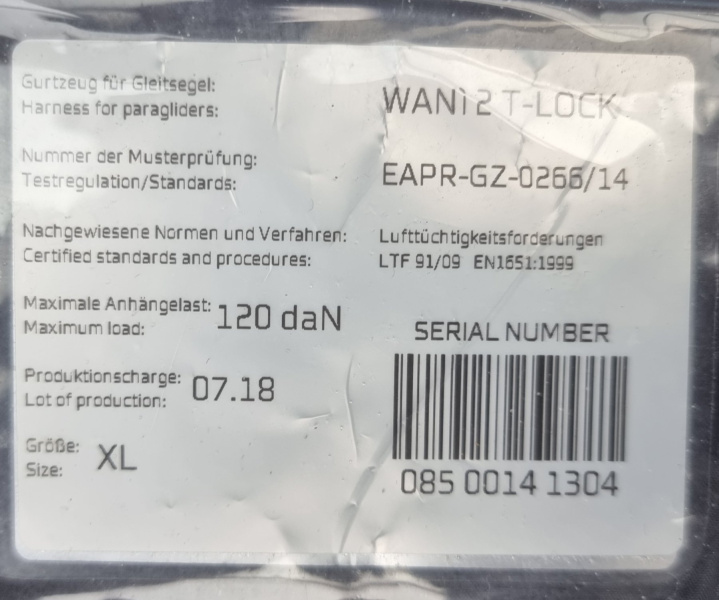 Gurtzeug für Gleitsegel:
Harness for paragliders:
WANI 2 T-LOCK
Nummer der Musterprüfung:
Testregulation/Standards:
EAPR-GZ-0266/14
Nachgewiesene Normen und Verfahren:
Certified standards and procedures:
Lufttüchtigkeitsforderungen
LTF 91/09 EN1651:1999
Maximale Anhängelast:
Maximum load:
120 daN
Produktionscharge:
Lot of production:
07.18
Größe:
Size:
XL
SERIAL NUMBER
085 0014 1304